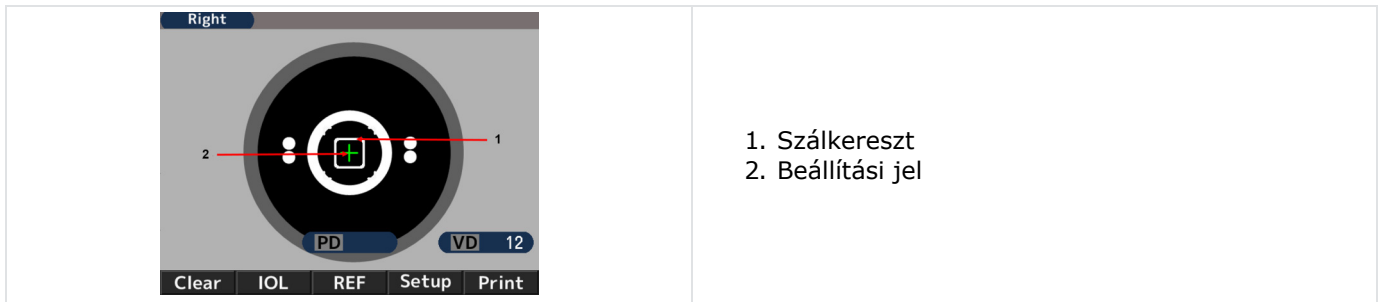 Right
1
2
PD
VD 12
Clear IOL REF Setup Print
1. Szálkereszt
2. Beállítási jel